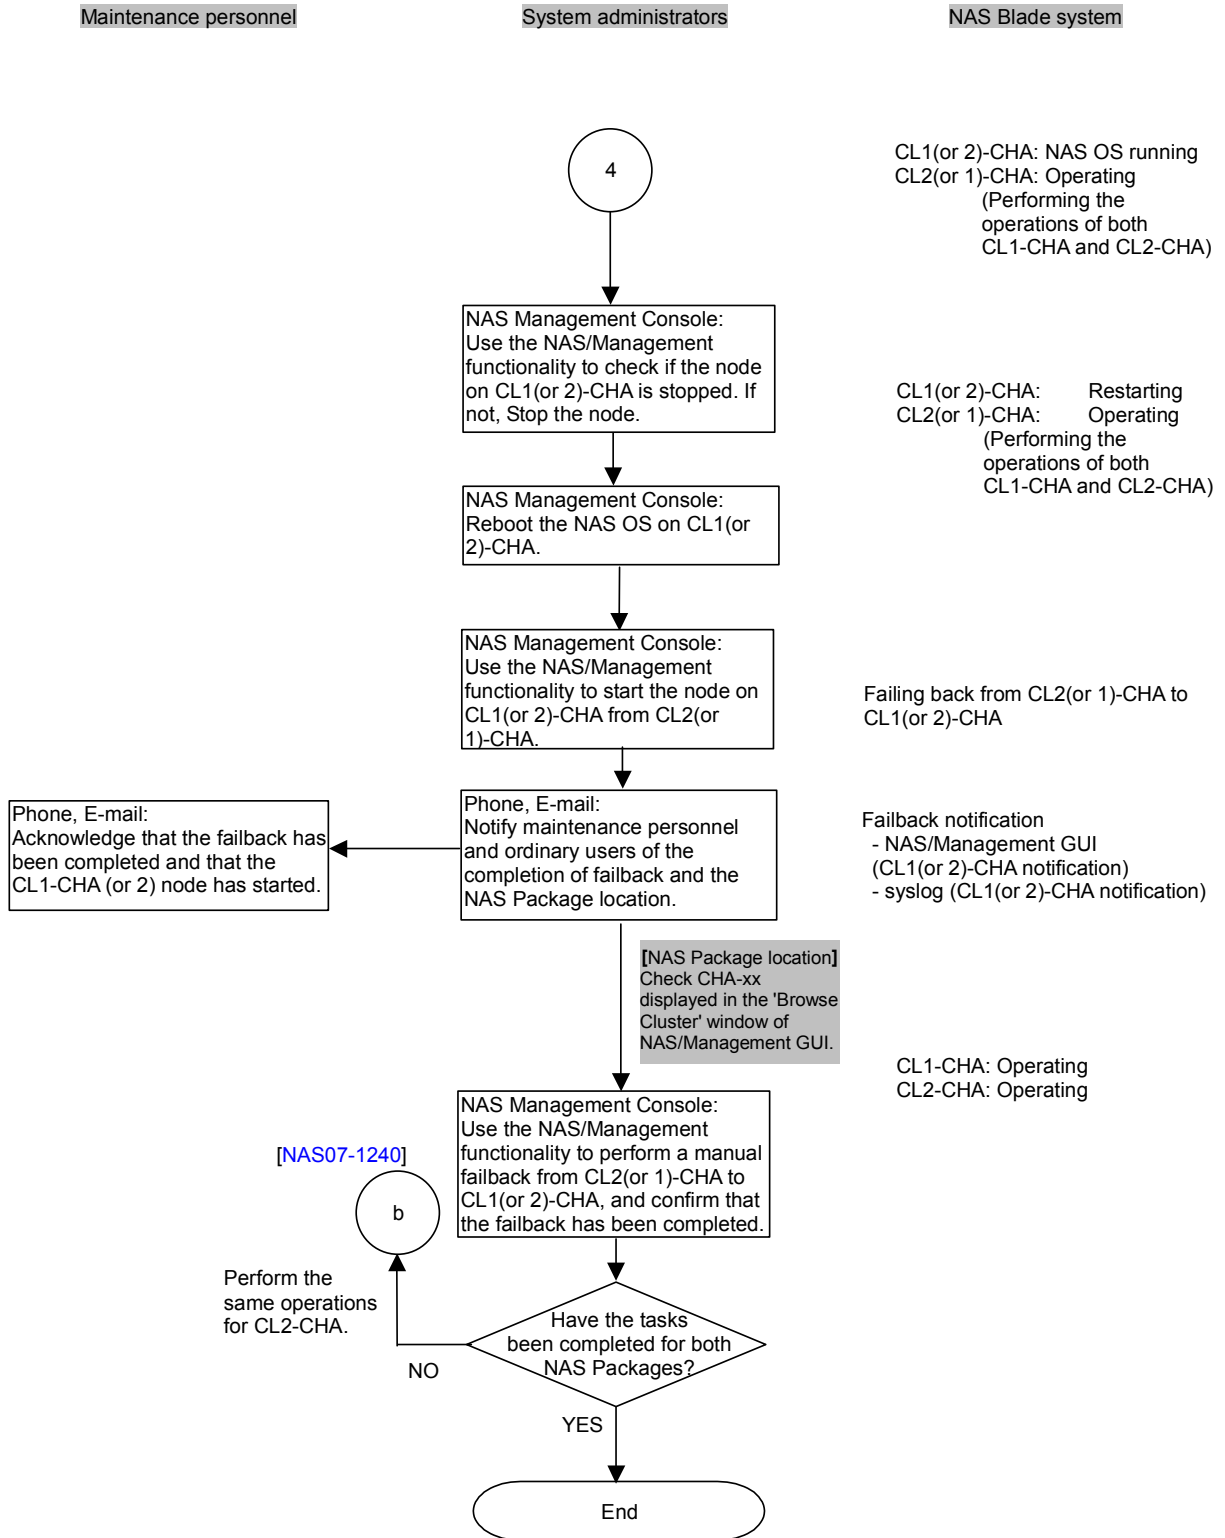 Maintenance personnel
System administrators
NAS Blade system
4
CL1(or 2)-CHA: NAS OS running
CL2(or 1)-CHA: Operating
(Performing the
operations of both
CL1-CHA and CL2-CHA)
NAS Management Console:
Use the NAS/Management
functionality to check if the node
on CL1(or 2)-CHA is stopped. If
not, Stop the node.
CL1(or 2)-CHA: Restarting
CL2(or 1)-CHA: Operating
(Performing the
operations of both
CL1-CHA and CL2-CHA)
NAS Management Console:
Reboot the NAS OS on CL1(or
2)-CHA.
NAS Management Console:
Use the NAS/Management
functionality to start the node on
CL1(or 2)-CHA from CL2(or
1)-CHA.
Failing back from CL2(or 1)-CHA to
CL1(or 2)-CHA
Phone, E-mail:
Acknowledge that the failback has
been completed and that the
CL1-CHA (or 2) node has started.
Phone, E-mail:
Notify maintenance personnel
and ordinary users of the
completion of failback and the
NAS Package location.
Failback notification
- NAS/Management GUI
(CL1(or 2)-CHA notification)
- syslog (CL1(or 2)-CHA notification)
[NAS Package location]
Check CHA-xx
displayed in the 'Browse
Cluster' window of
NAS/Management GUI.
CL1-CHA: Operating
CL2-CHA: Operating
NAS Management Console:
Use the NAS/Management
functionality to perform a manual
failback from CL2(or 1)-CHA to
CL1(or 2)-CHA, and confirm that
the failback has been completed.
[NAS07-1240]
b
Perform the
same operations
for CL2-CHA.
Have the tasks
been completed for both
NAS Packages?
NO
YES
End